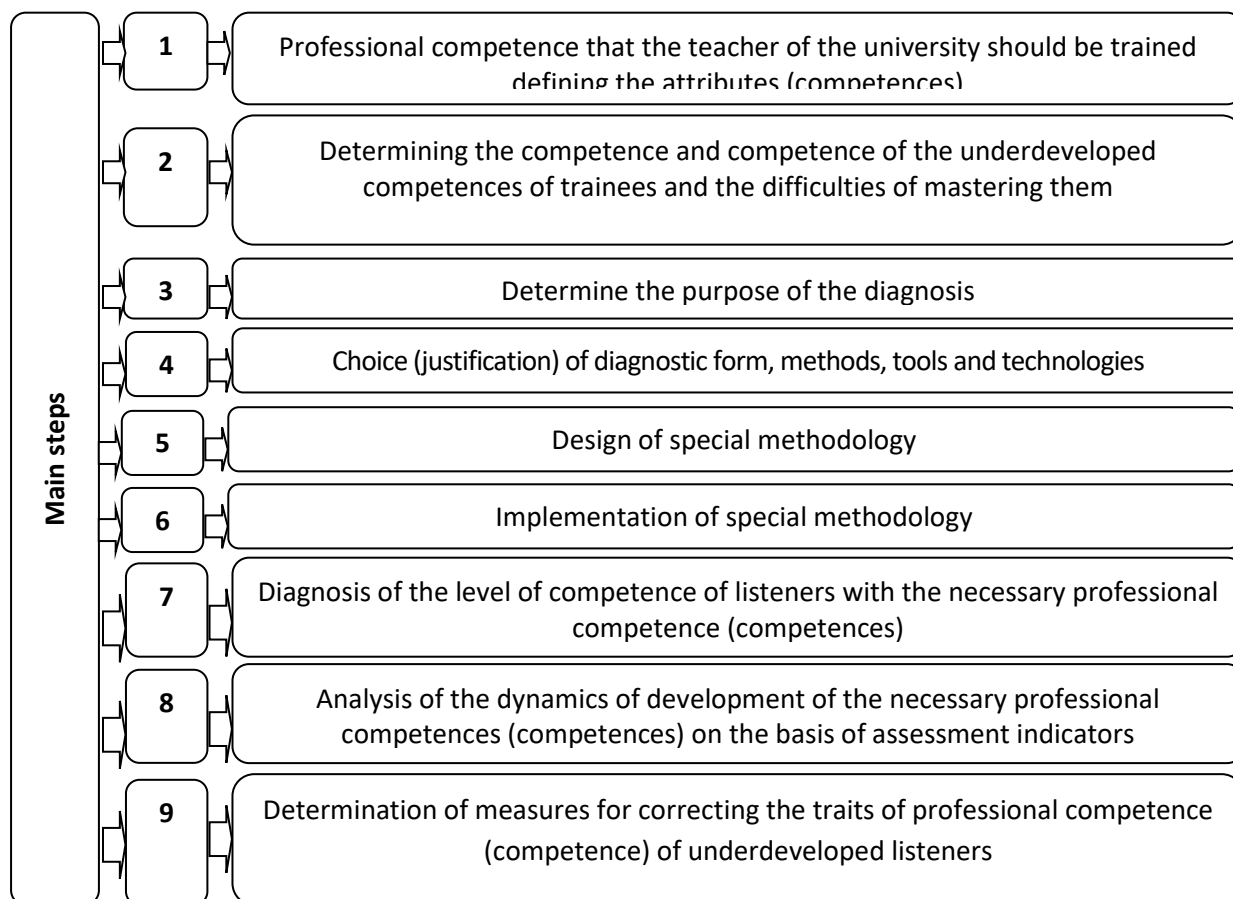 Main steps
1
Professional competence that the teacher of the university should be trained
defining the attributes (competences)
2
Determining the competence and competence of the underdeveloped
competences of trainees and the difficulties of mastering them
3
Determine the purpose of the diagnosis
4
Choice (justification) of diagnostic form, methods, tools and technologies
5
Design of special methodology
6
Implementation of special methodology
7
Diagnosis of the level of competence of listeners with the necessary professional
competence (competences)
8
Analysis of the dynamics of development of the necessary professional
competences (competences) on the basis of assessment indicators
9
Determination of measures for correcting the traits of professional competence
(competence) of underdeveloped listeners